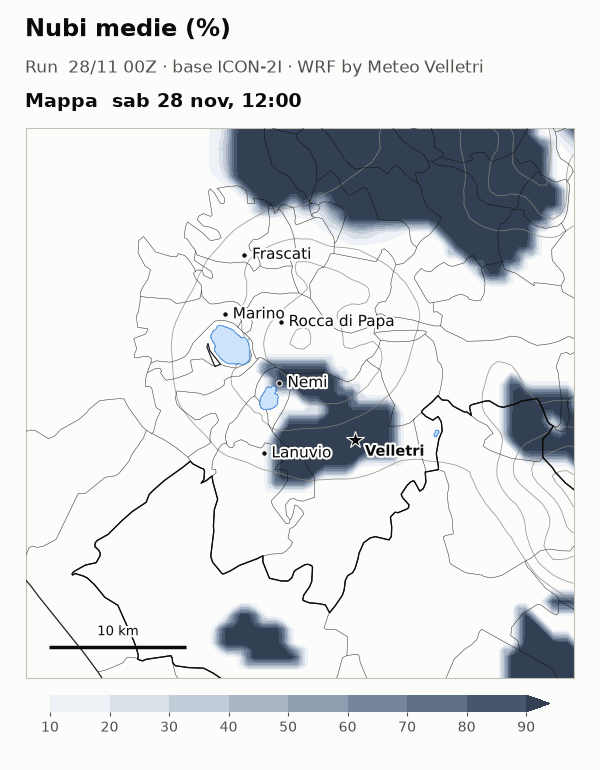 Nubi medie (%)
Run  28/11 00Z · base ICON-2I · WRF by Meteo Velletri
Mappa  sab 28 nov, 12:00
Frascati
Marino
Rocca di Papa
Nemi
Velletri
Lanuvio
10 km
10 20 30 40 50 60 70 80 90